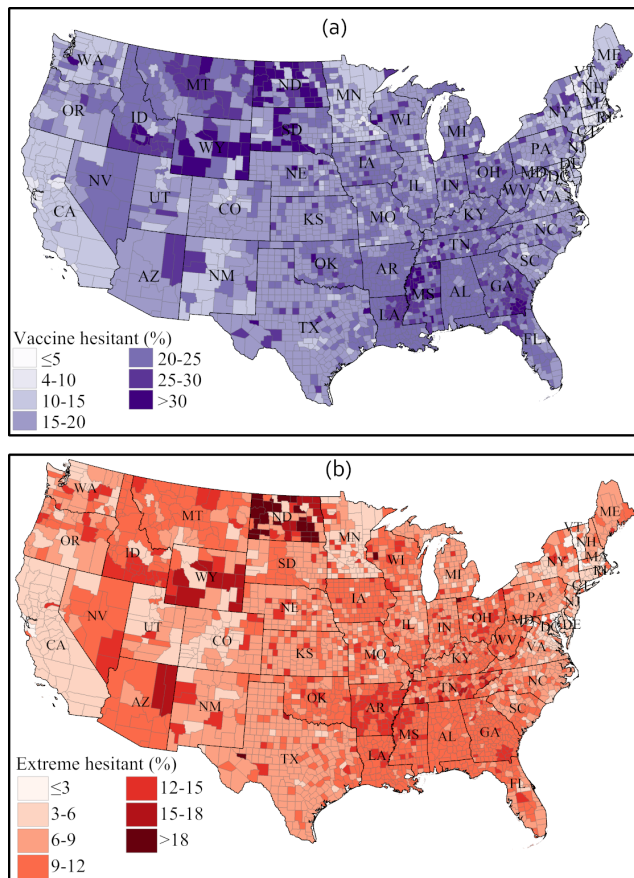 (a)
WA
ME
MT
ND
VT
MN
NH
OR
MA
ID
WI
NY
RI
SD
MI
CT
WY
PA
NJ
IA
NE
OH
DE
NV
IL
IN
MD
DC
UT
WV
CO
VA
CA
KS
MO
KY
NC
TN
OK
AZ
AR
SC
NM
MS
AL
GA
LA
TX
FL
Vaccine hesitant (%)
≤5
4-10
10-15
15-20
20-25
25-30
>30
(b)
WA
ME
MT
ND
VT
OR
MN
NH
MA
ID
WI
NY
SD
MI
RI
WY
CT
PA
IA
NJ
NE
OH
NV
IL
IN
MD
DC
DE
UT
WV
CO
VA
CA
KS
MO
KY
NC
TN
OK
AZ
AR
SC
NM
MS
AL
GA
LA
TX
FL
Extreme hesitant (%)
≤3
3-6
6-9
9-12
12-15
15-18
>18